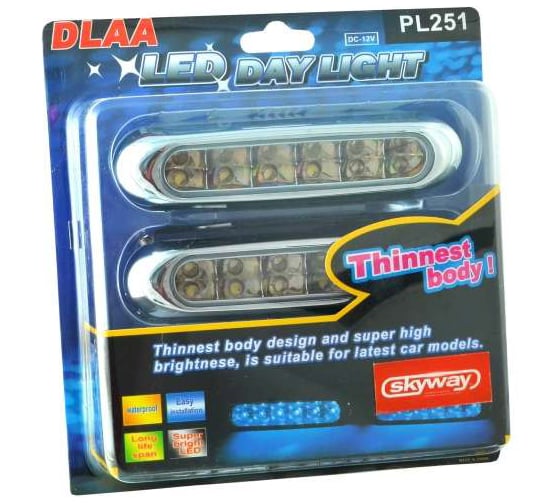 DLAA
DC-12V
PL251
LED DAY LIGHT
Thinnest
body!
Thinnest body design and super high
brightnese, is suitable for latest car models.
waterproof
Easy
installation
skyway
Long
life
span
Super
bright
LED